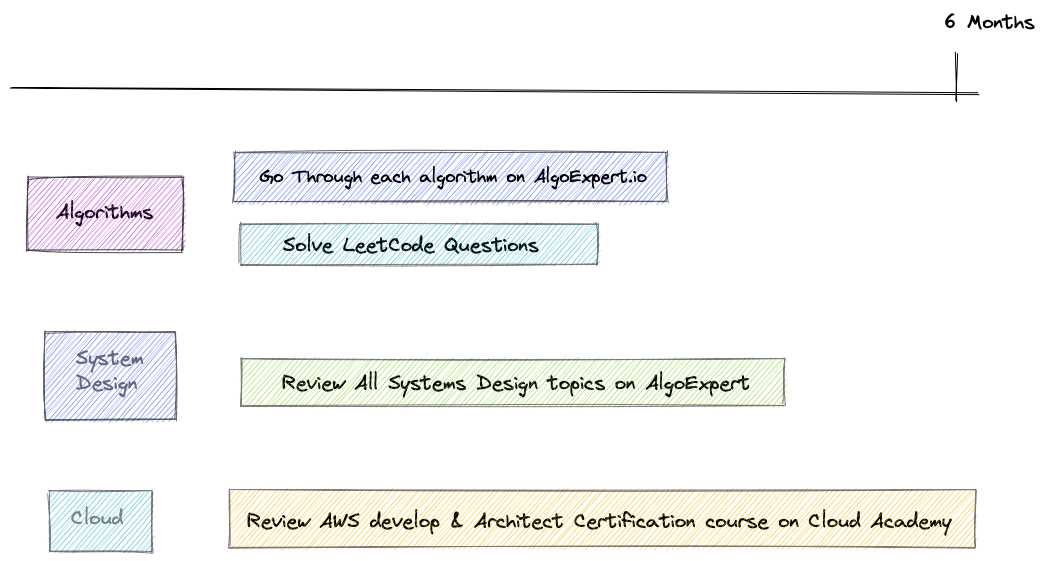 6 Months
Go Through each algorithm on AlgoExpert.io
Algorithms
Solve LeetCode Questions
System
Design
Review All Systems Design topics on AlgoExpert
Cloud
Review AWS develop & Architect Certification course on Cloud Academy